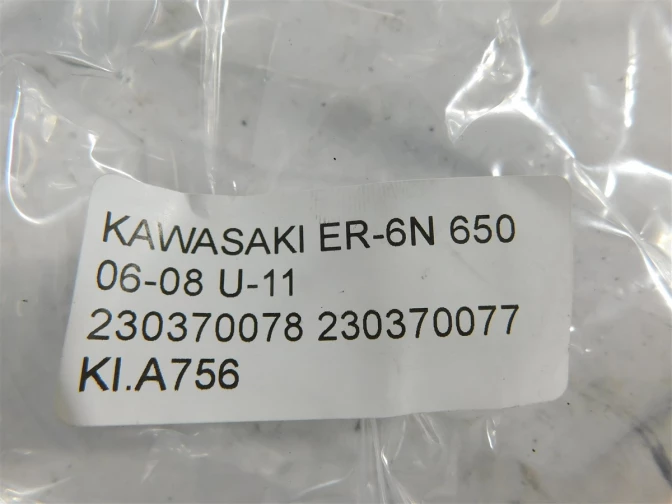 KAWASAKI ER-6N 650
06-08 U-11
230370078 230370077
KI.A756